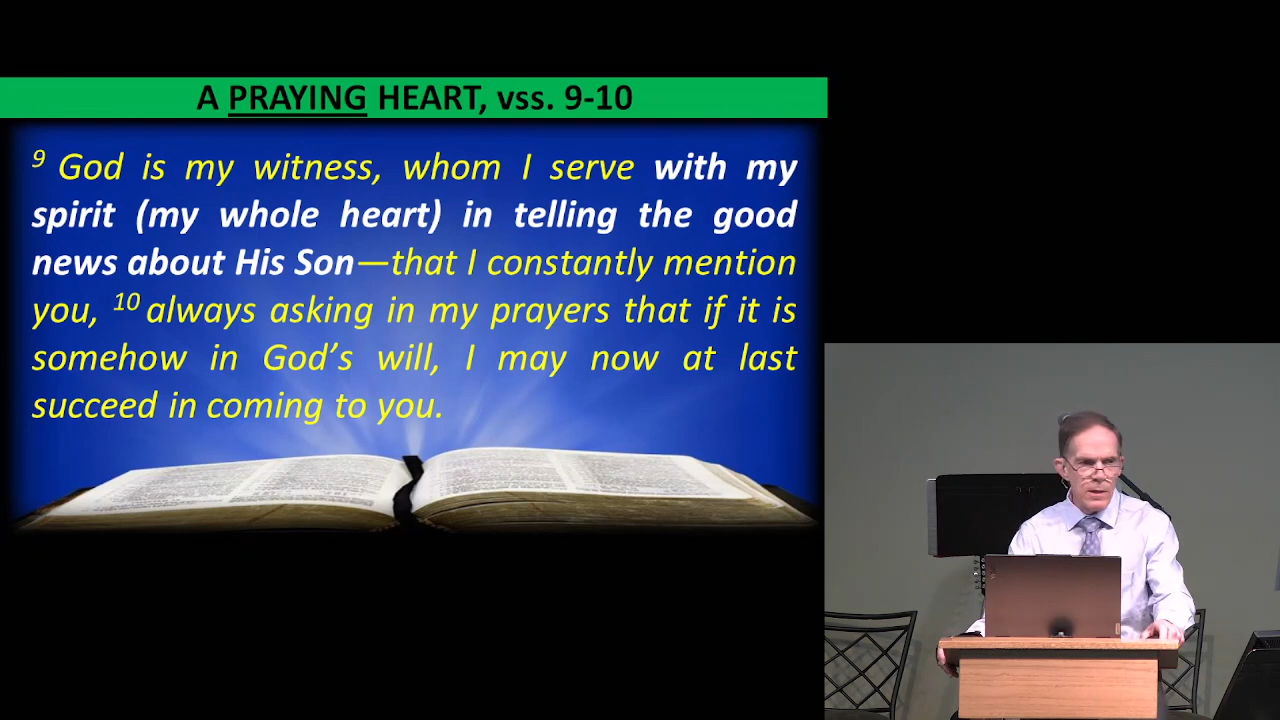 A PRAYING HEART, vss. 9-10
9 God is my witness, whom I serve with my
spirit (my whole heart) in telling the good
news about His Son—that I constantly mention
you, 10 always asking in my prayers that if it is
somehow in God’s will, I may now at last
succeed in coming to you.